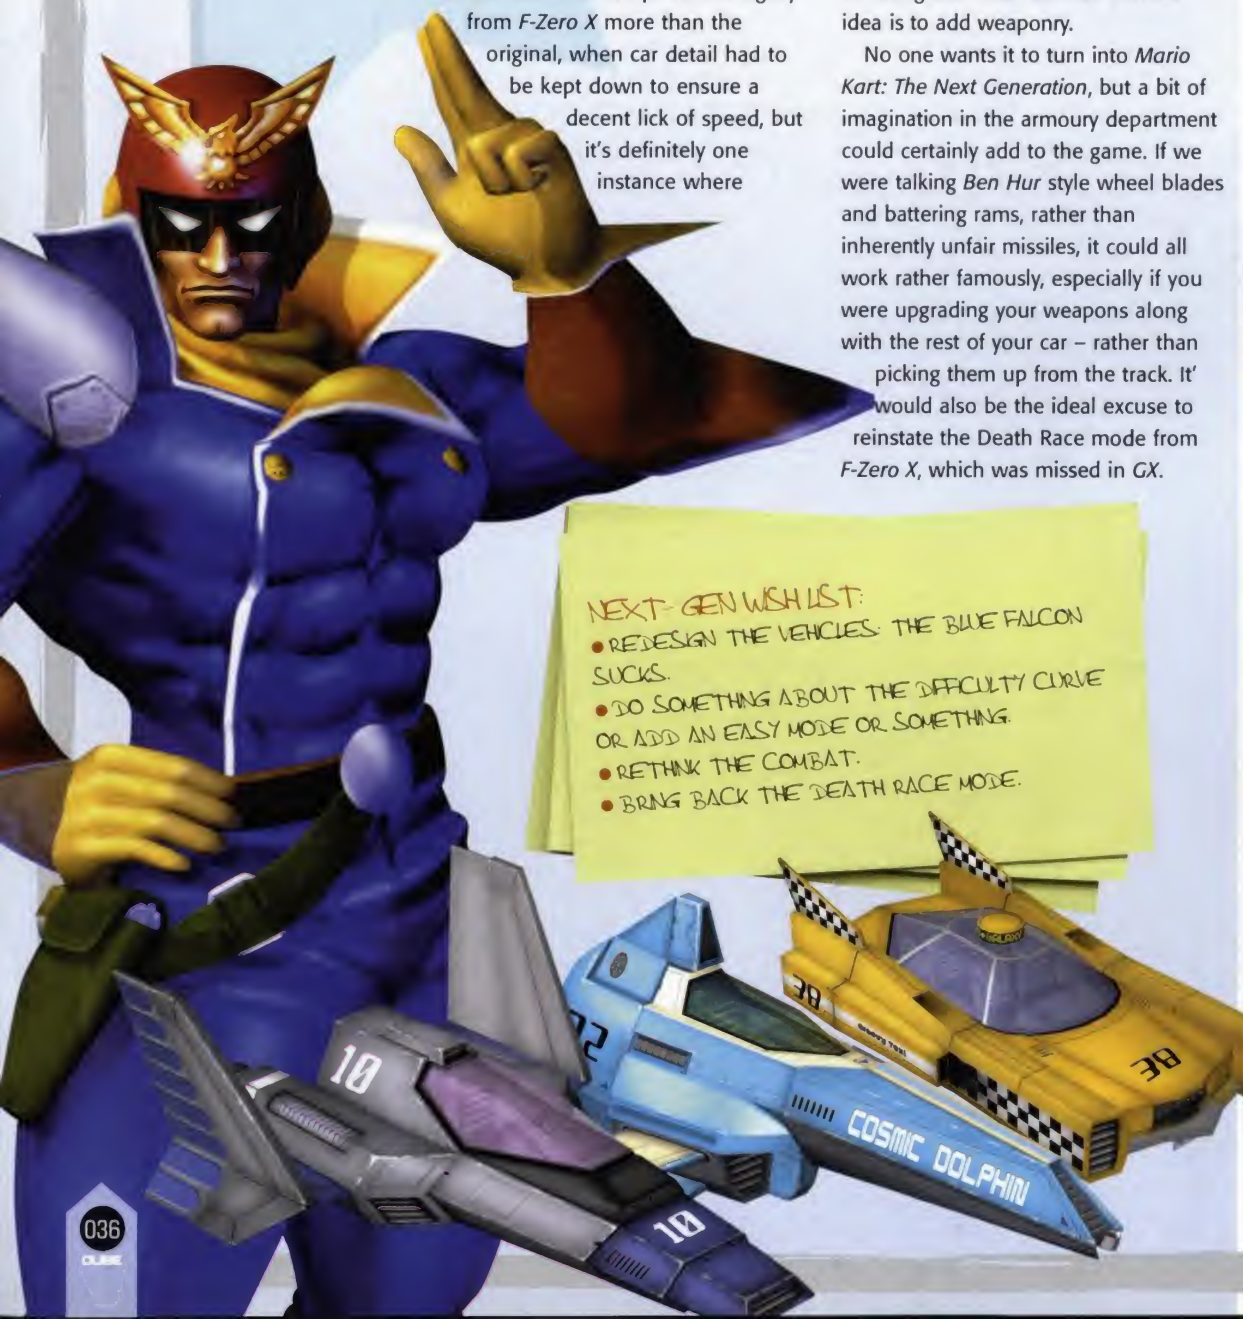 from F-Zero X more than the
original, when car detail had to
be kept down to ensure a
decent lick of speed, but
it's definitely one
instance where
idea is to add weaponry.
No one wants it to turn into Mario
Kart: The Next Generation, but a bit of
imagination in the armoury department
could certainly add to the game. If we
were talking Ben Hur style wheel blades
and battering rams, rather than
inherently unfair missiles, it could all
work rather famously, especially if you
were upgrading your weapons along
with the rest of your car – rather than
picking them up from the track. It'
would also be the ideal excuse to
reinstate the Death Race mode from
F-Zero X, which was missed in GX.
NEXT-GEN WISH LIST:
• REDESIGN THE VEHICLES: THE BLUE FALCON
SUCKS.
• DO SOMETHING ABOUT THE DIFFICULTY CURVE
OR ADD AN EASY MODE OR SOMETHING.
• RETHINK THE COMBAT.
• BRING BACK THE DEATH RACE MODE.
GALAXY
38
38
10
COSMIC DOLPHIN
10
036
CUBE